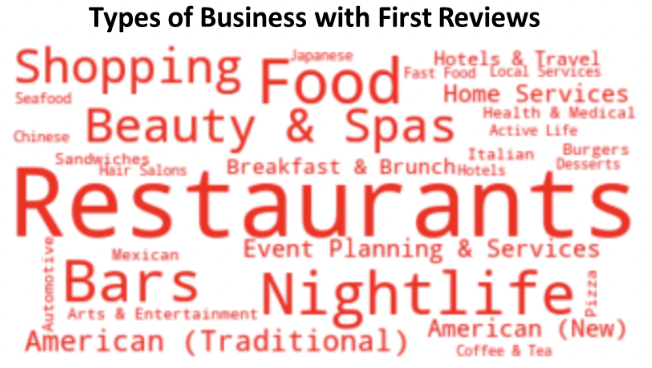 Types of Business with First Reviews
Shopping
Japanese
Food
Hotels & Travel
Fast Food
Local Services
Seafood
Home Services
Beauty & Spas
Health & Medical
Chinese
Active Life
Sandwiches
Hair Salons
Breakfast & Brunch
Italian
Burgers
Hotels
Desserts
Restaurants
Automotive
Mexican
Event Planning & Services
Bars
Nightlife
Pizza
Arts & Entertainment
American (Traditional)
American (New)
Coffee & Tea